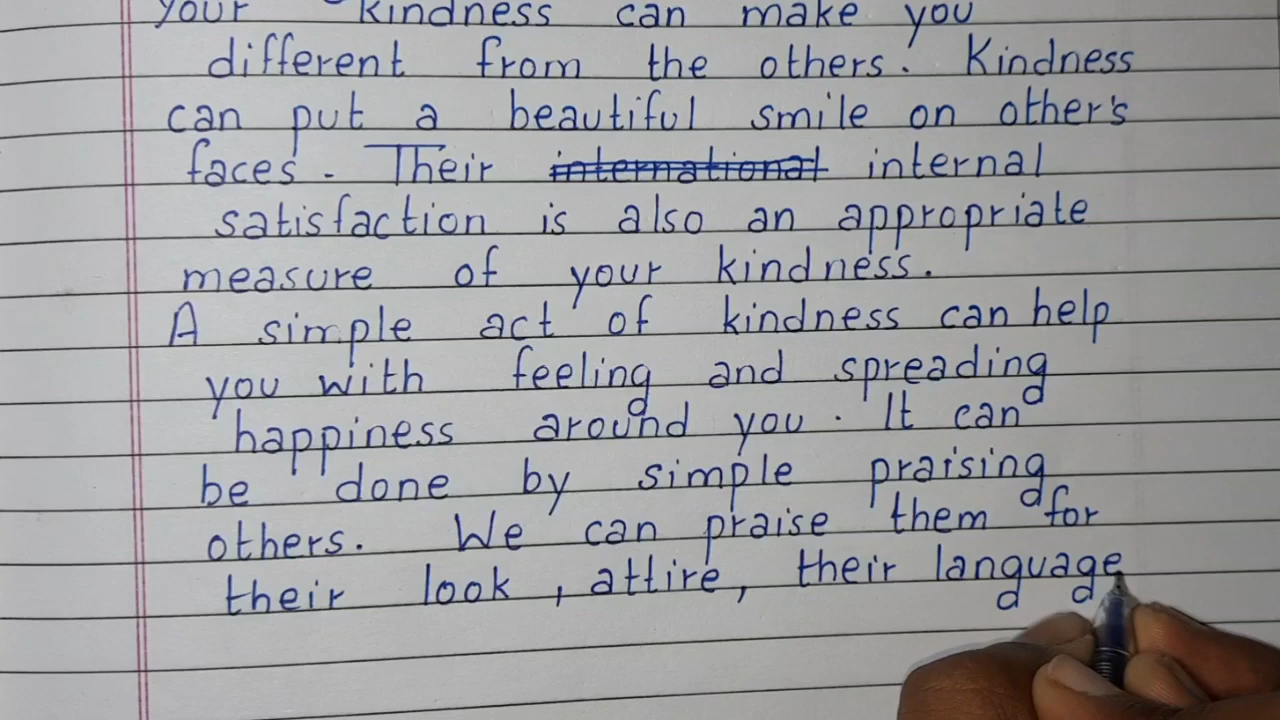 your kindness can make you
different from the others. Kindness
can put a beautiful smile on other's
faces. Their international internal
satisfaction is also an appropriate
measure of your kindness.
A simple act of kindness can help
you with feeling and spreading
happiness around you. It can
be done by simple praising
others. We can praise them for
their look, attire, their language